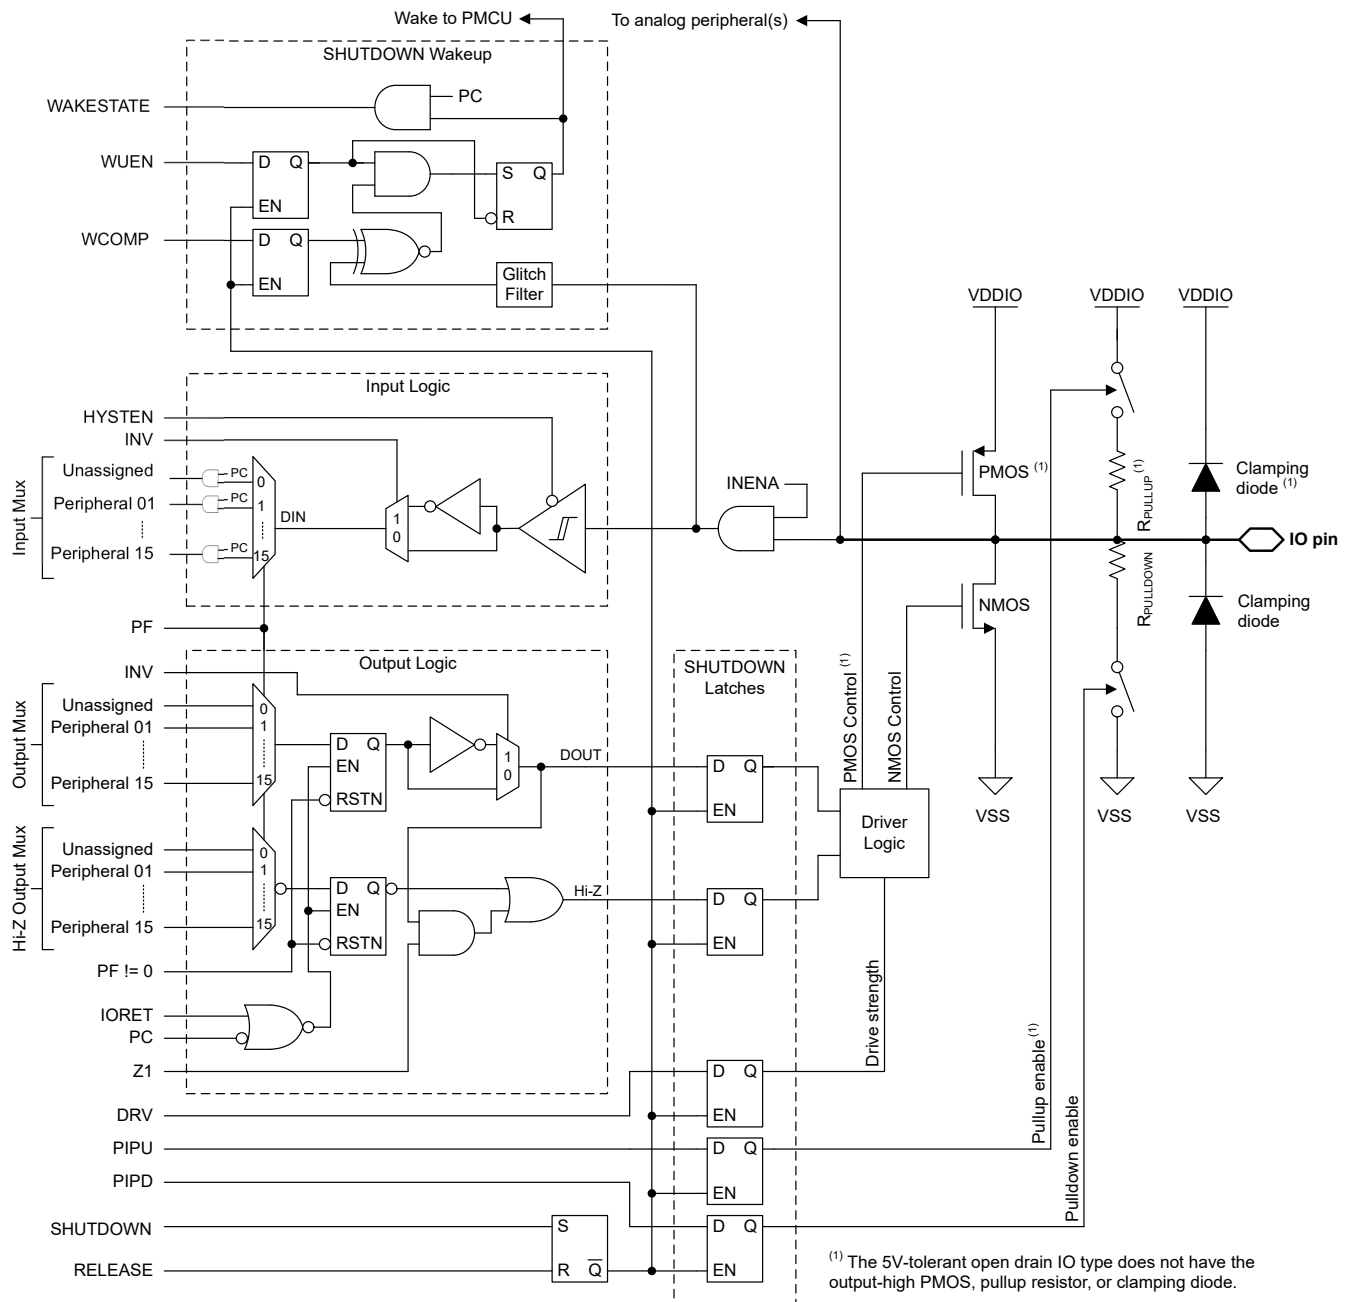 Wake to PMCU
To analog peripheral(s)
SHUTDOWN Wakeup
WAKESTATE
PC
WUEN
D Q
EN
S Q
R
WCOMP
D Q
EN
Glitch
Filter
VDDIO
VDDIO
VDDIO
Input Logic
HYSTEN
INV
Input Mux
Unassigned
PC
0
Peripheral 01
PC
1
Peripheral 15
PC
15
DIN
1
0
INENA
PMOS (1)
RPULLUP (1)
Clamping
diode (1)
IO pin
RPULLDOWN
NMOS
Clamping
diode
PF
Output Logic
INV
Output Mux
Unassigned
0
Peripheral 01
1
Peripheral 15
15
D Q
EN
RSTN
1
0
DOUT
SHUTDOWN
Latches
D Q
EN
PMOS Control (1)
NMOS Control
VSS
VSS
VSS
Driver
Logic
Hi-Z Output Mux
Unassigned
0
Peripheral 01
1
Peripheral 15
15
D Q
EN
RSTN
Hi-Z
D Q
EN
PF != 0
IORET
PC
Z1
Drive strength
D Q
EN
DRV
PIPU
D Q
EN
Pullup enable (1)
Pulldown enable
PIPD
D Q
EN
SHUTDOWN
S
RELEASE
R Q̅
(1) The 5V-tolerant open drain IO type does not have the
output-high PMOS, pullup resistor, or clamping diode.